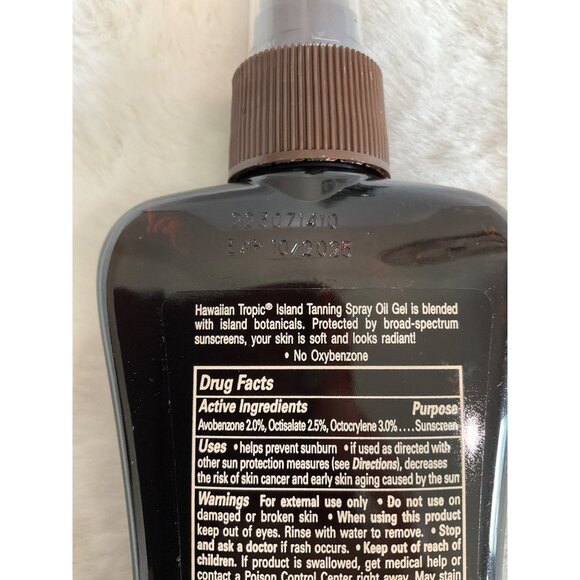 223071410
EXP 10/2025
Hawaiian Tropic® Island Tanning Spray Oil Gel is blended
with island botanicals. Protected by broad-spectrum
sunscreens, your skin is soft and looks radiant!
• No Oxybenzone
Drug Facts
Active Ingredients Purpose
Avobenzone 2.0%, Octisalate 2.5%, Octocrylene 3.0%....Sunscreen
Uses • helps prevent sunburn • if used as directed with
other sun protection measures (see Directions), decreases
the risk of skin cancer and early skin aging caused by the sun
Warnings For external use only • Do not use on
damaged or broken skin • When using this product
keep out of eyes. Rinse with water to remove. • Stop
and ask a doctor if rash occurs. • Keep out of reach of
children. If product is swallowed, get medical help or
contact a Poison Control Center right away. May stain